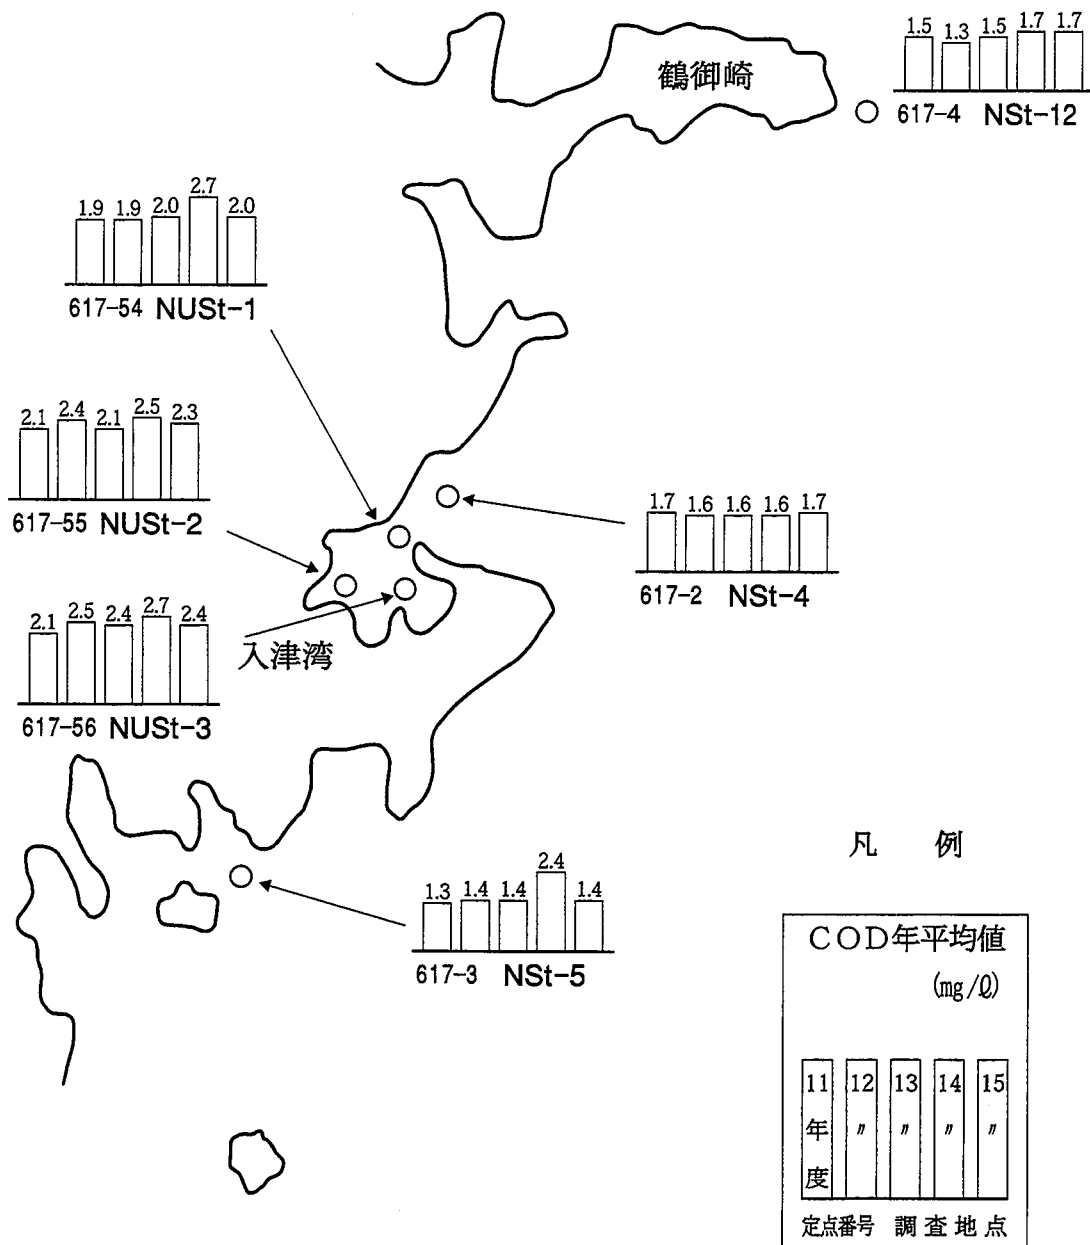 鶴御崎
1.5 1.3 1.5 1.7 1.7
617-4 NSt-12
1.9 1.9 2.0 2.7 2.0
617-54 NUSt-1
2.1 2.4 2.1 2.5 2.3
617-55 NUSt-2
1.7 1.6 1.6 1.6 1.7
617-2 NSt-4
2.1 2.5 2.4 2.7 2.4
617-56 NUSt-3
入津湾
1.3 1.4 1.4 2.4 1.4
617-3 NSt-5
凡 例
COD年平均値
(mg/ℓ)
11 12 13 14 15
年 〃 〃 〃 〃
度
定点番号 調査地点